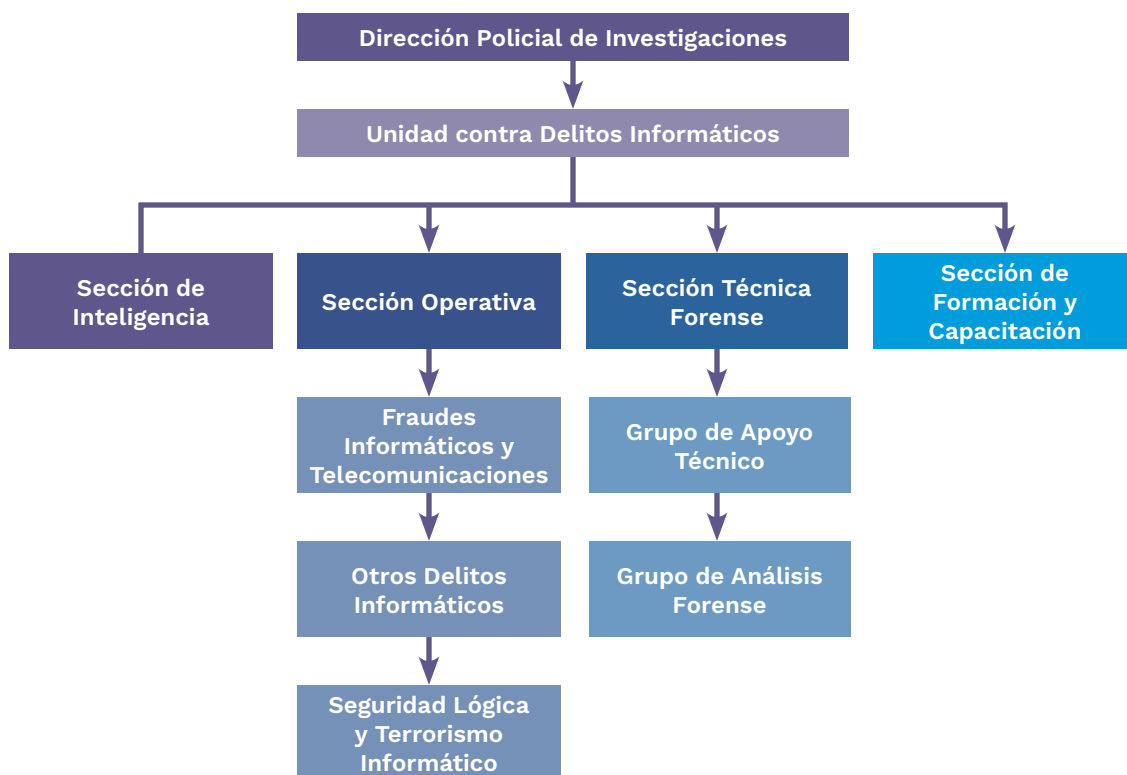 Dirección Policial de Investigaciones
Unidad contra Delitos Informáticos
Sección de
Inteligencia
Sección Operativa
Sección Técnica
Forense
Sección de
Formación y
Capacitación
Fraudes
Informáticos y
Telecomunicaciones
Grupo de Apoyo
Técnico
Otros Delitos
Informáticos
Grupo de Análisis
Forense
Seguridad Lógica
y Terrorismo
Informático